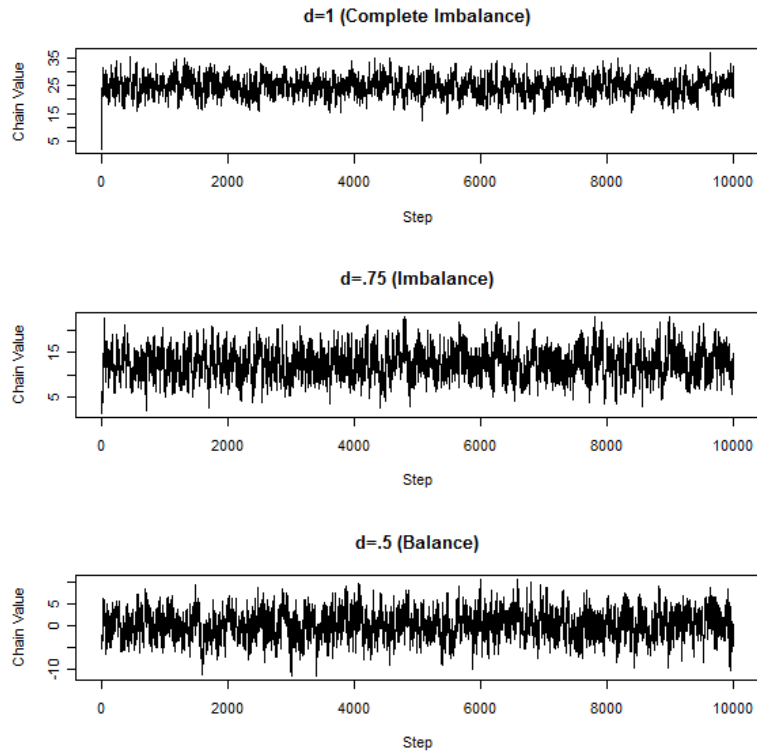 d=1 (Complete Imbalance)
Chain Value
5 15 25 35
0 2000 4000 6000 8000 10000
Step
d=.75 (Imbalance)
Chain Value
5 15
0 2000 4000 6000 8000 10000
Step
d=.5 (Balance)
Chain Value
-10 0 5
0 2000 4000 6000 8000 10000
Step